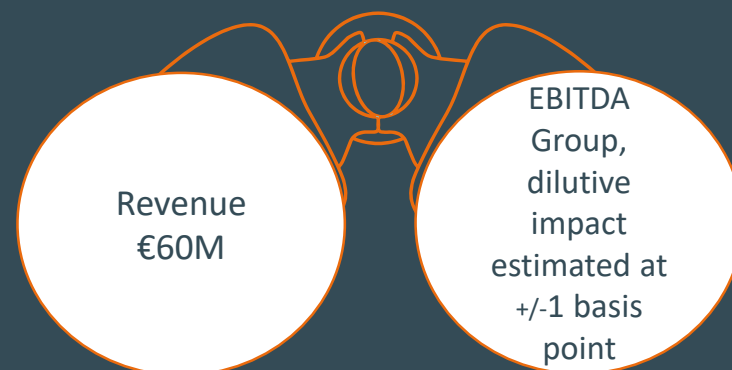 Revenue
€60M
EBITDA
Group,
dilutive
impact
estimated at
+/-1 basis
point